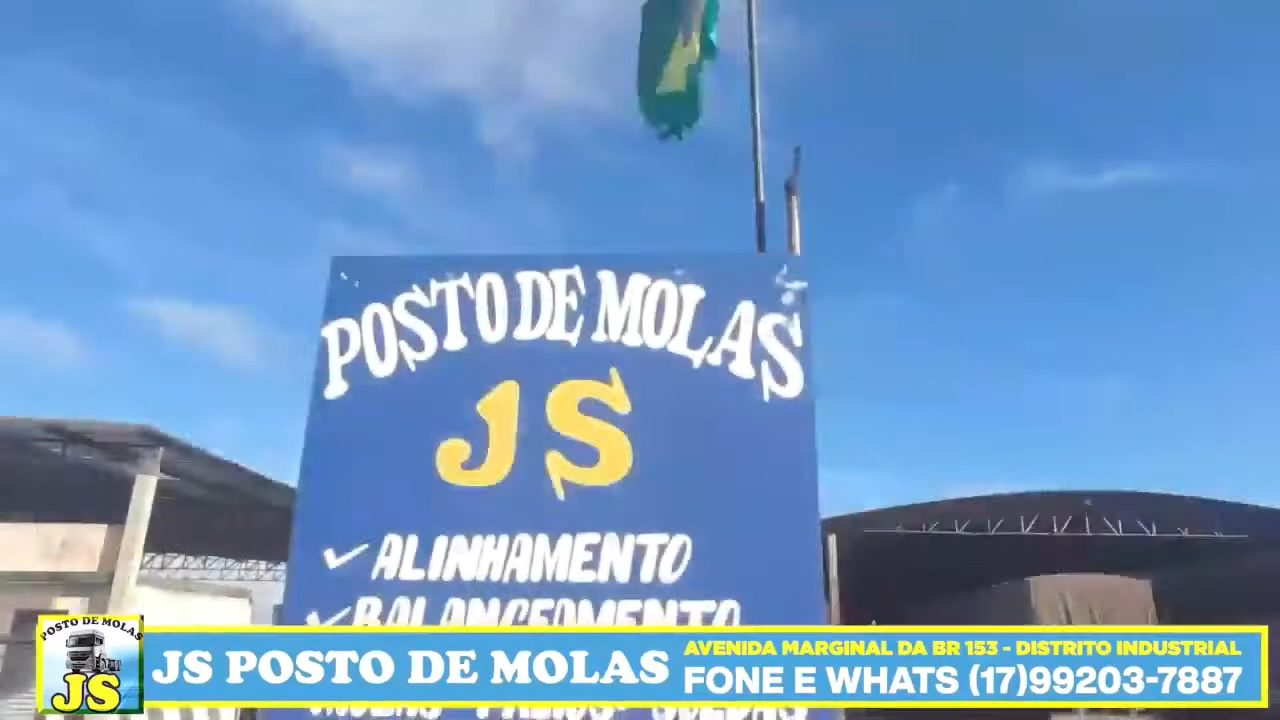 POSTO DE MOLAS
JS
ALINHAMENTO
BALANCEAMENTO
POSTO DE MOLAS
JS
JS POSTO DE MOLAS
AVENIDA MARGINAL DA BR 153 - DISTRITO INDUSTRIAL
FONE E WHATS (17)99203-7887